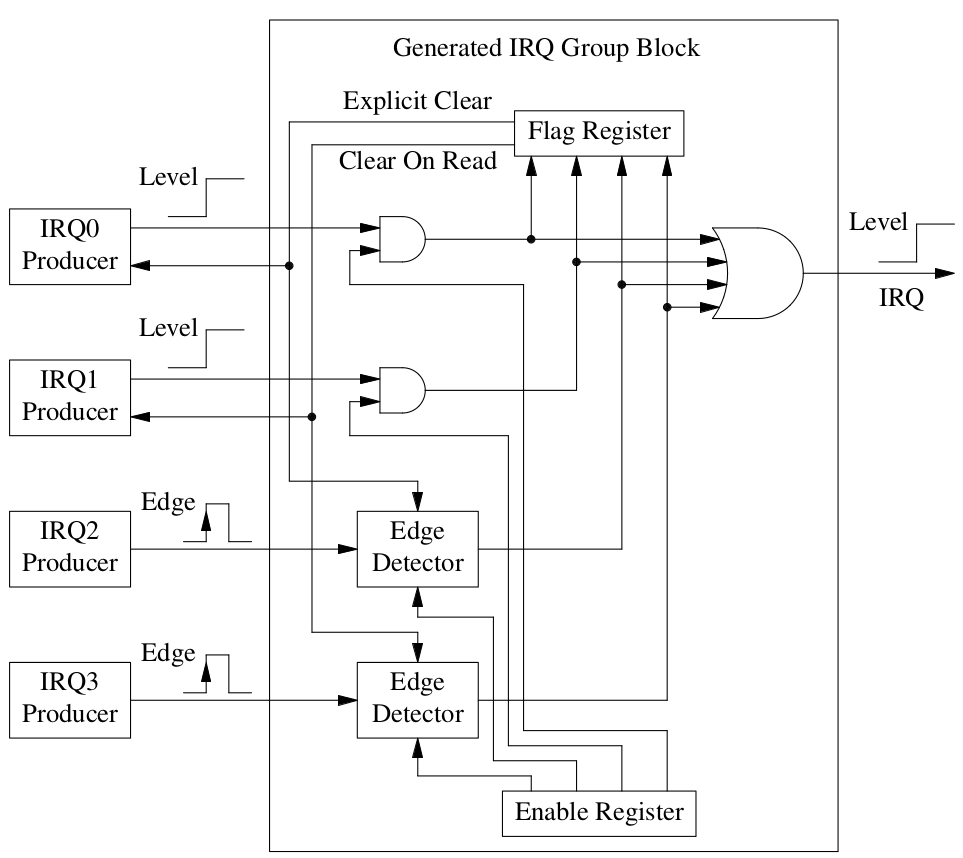 Generated IRQ Group Block
Explicit Clear
Flag Register
Clear On Read
Level
IRQ0
Producer
Level
IRQ
Level
IRQ1
Producer
Edge
IRQ2
Producer
Edge
Detector
Edge
IRQ3
Producer
Edge
Detector
Enable Register